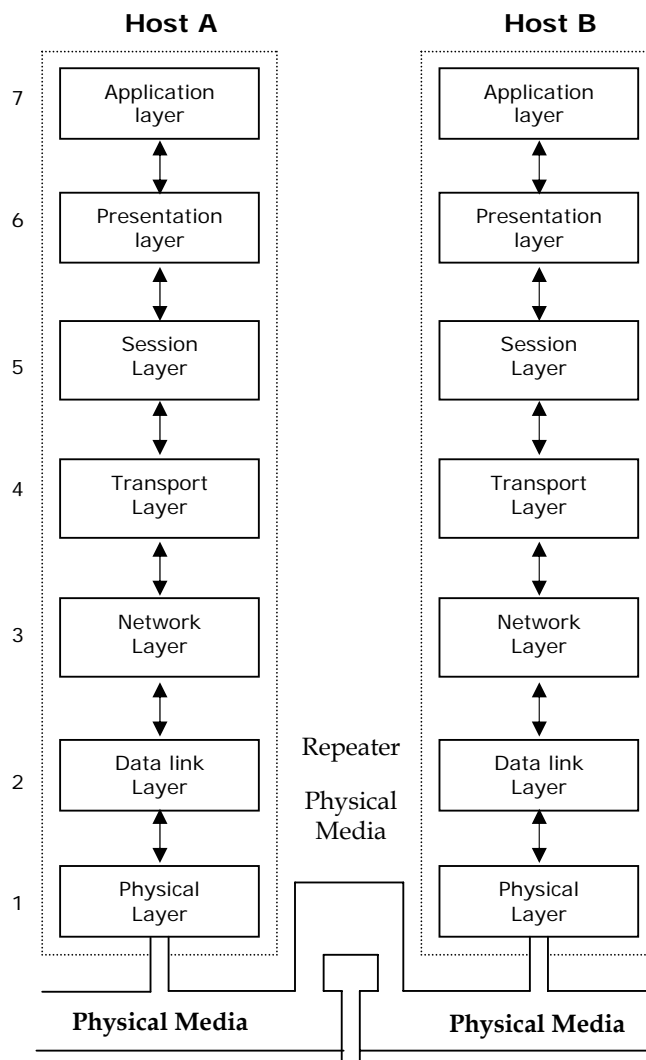 Host A
Host B
7
Application
layer
Application
layer
6
Presentation
layer
Presentation
layer
5
Session
Layer
Session
Layer
4
Transport
Layer
Transport
Layer
3
Network
Layer
Network
Layer
Repeater
2
Data link
Layer
Data link
Layer
Physical
Media
1
Physical
Layer
Physical
Layer
Physical Media
Physical Media